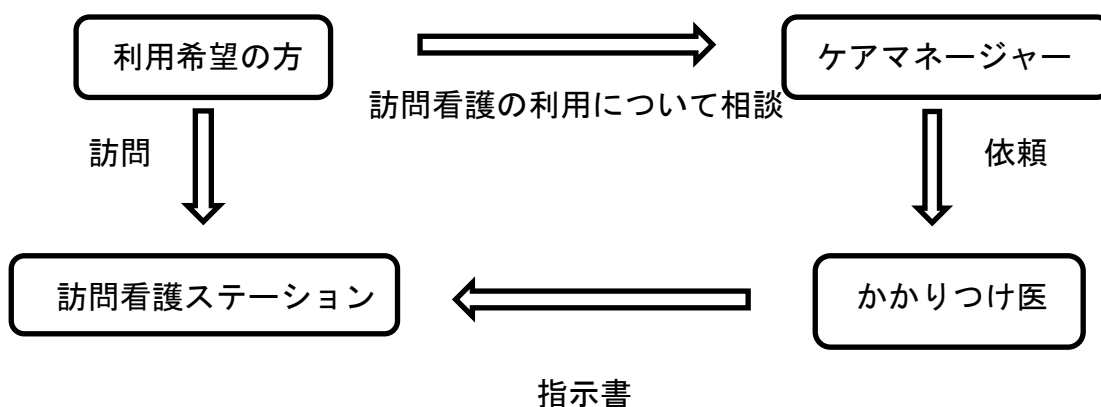 利用希望の方
ケアマネージャー
訪問看護の利用について相談
訪問
依頼
訪問看護ステーション
かかりつけ医
指示書